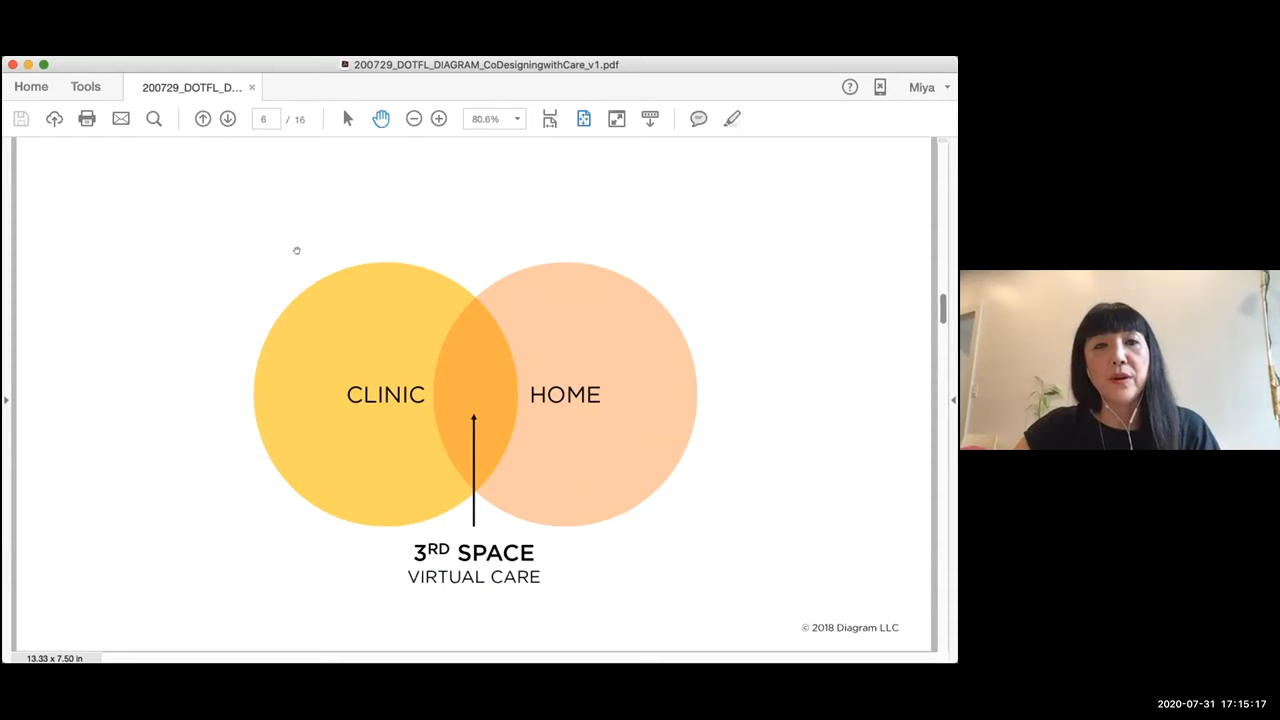 200729_DOTFL_DIAGRAM_CoDesigningwithCare_v1.pdf
Home Tools 200729_DOTFL_D... × ? Miya
6 / 16 80.6%
CLINIC HOME
3RD SPACE
VIRTUAL CARE
© 2018 Diagram LLC
13.33 x 7.50 in
2020-07-31 17:15:17